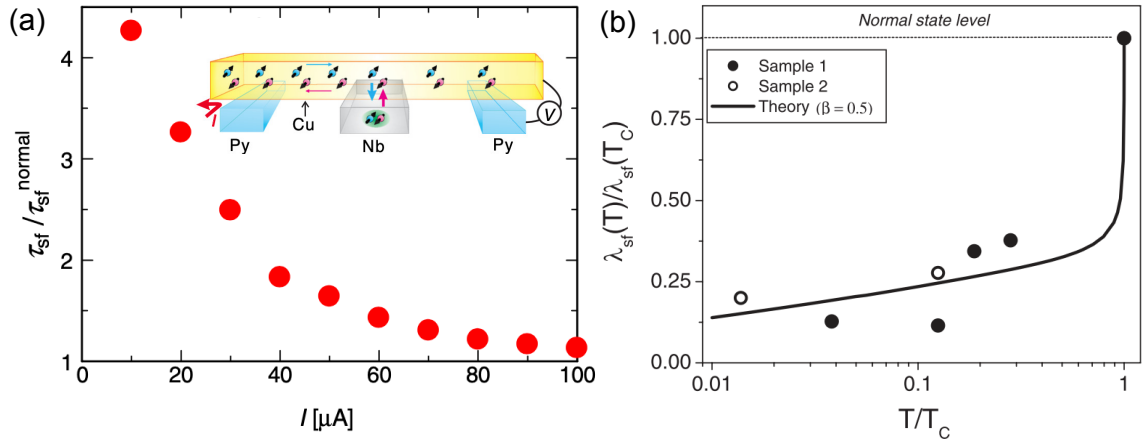 (a)
4
3
2
1
τsf / τsf normal
0
20
40
60
80
100
I [μA]
I
Cu
Py
Nb
Py
V
(b)
Normal state level
1.00
0.75
0.50
0.25
0.00
Sample 1
Sample 2
Theory (β = 0.5)
λsf(T)/λsf(TC)
0.01
0.1
1
T/TC